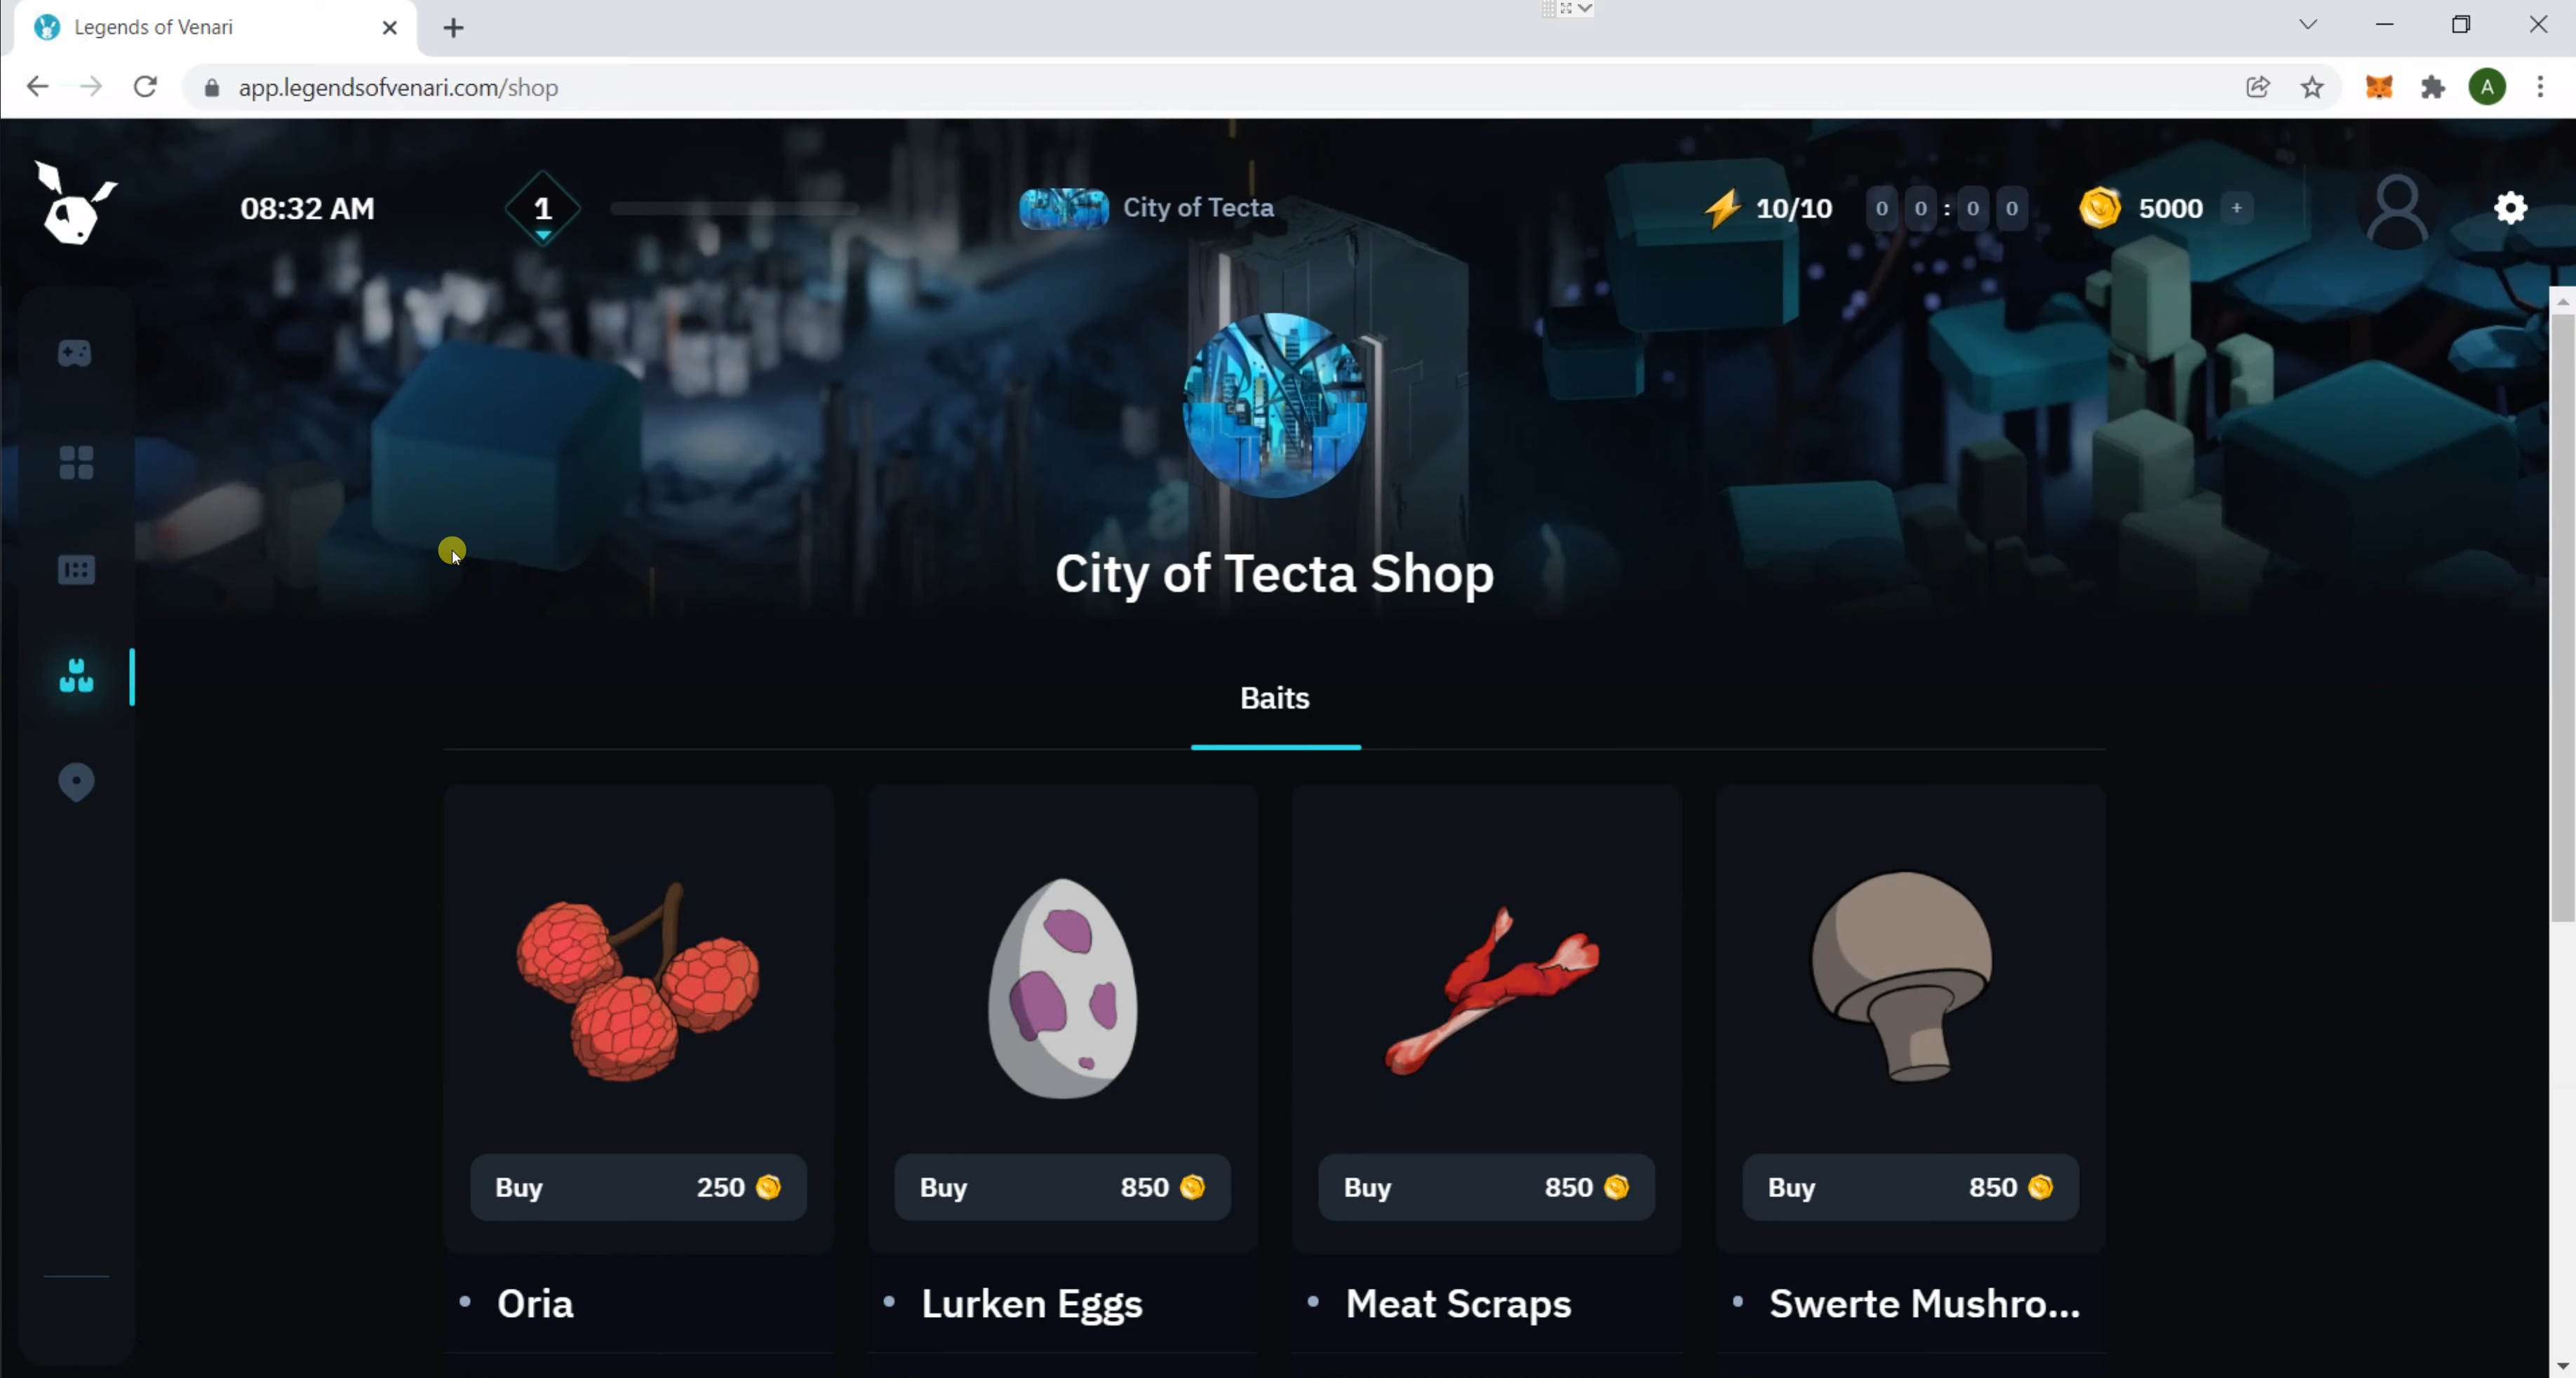 Legends of Venari
app.legendsofvenari.com/shop
A
08:32 AM
1
City of Tecta
10/10
0 0 : 0 0
5000 +
City of Tecta Shop
Baits
Buy 250
Buy 850
Buy 850
Buy 850
• Oria
• Lurken Eggs
• Meat Scraps
• Swerte Mushro...